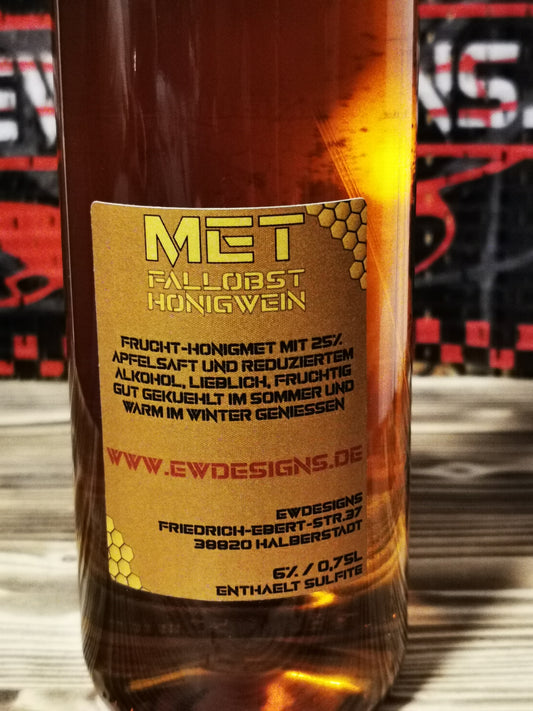 MET
FALLOBST
HONIGWEIN
FRUCHT-HONIGMET MIT 25%
APFELSAFT UND REDUZIERTEM
ALKOHOL, LIEBLICH, FRUCHTIG
GUT GEKUEHLT IM SOMMER UND
WARM IM WINTER GENIESSEN
WWW.EWDESIGNS.DE
EWDESIGNS
FRIEDRICH-EBERT-STR.37
38820 HALBERSTADT
6% / 0,75L
ENTHAELT SULFITE